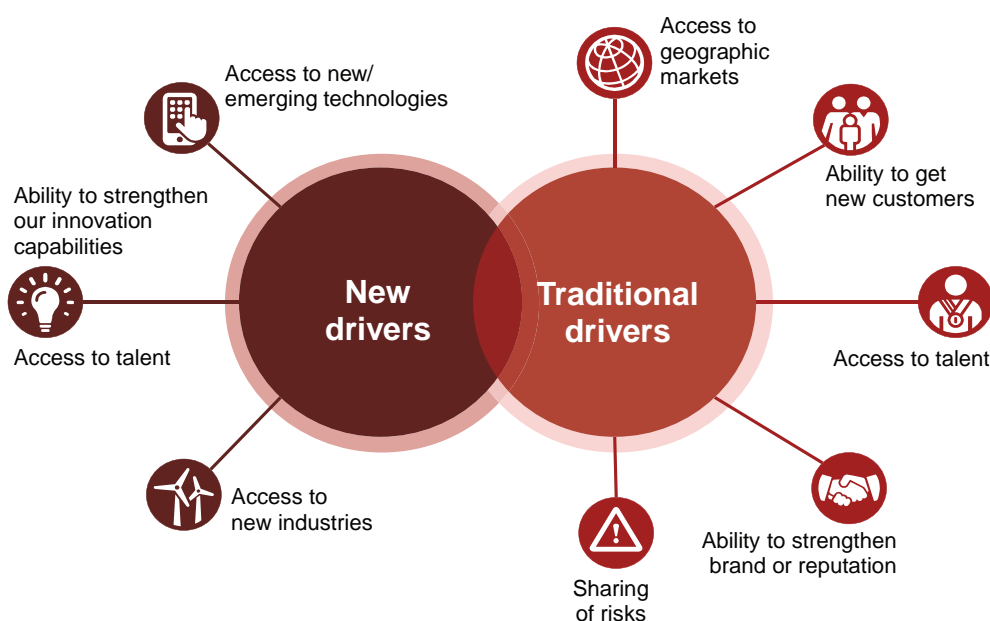 Access to new/
emerging technologies
Ability to strengthen
our innovation
capabilities
Access to talent
Access to
new industries
New
drivers
Traditional
drivers
Access to
geographic
markets
Ability to get
new customers
Access to talent
Ability to strengthen
brand or reputation
Sharing
of risks